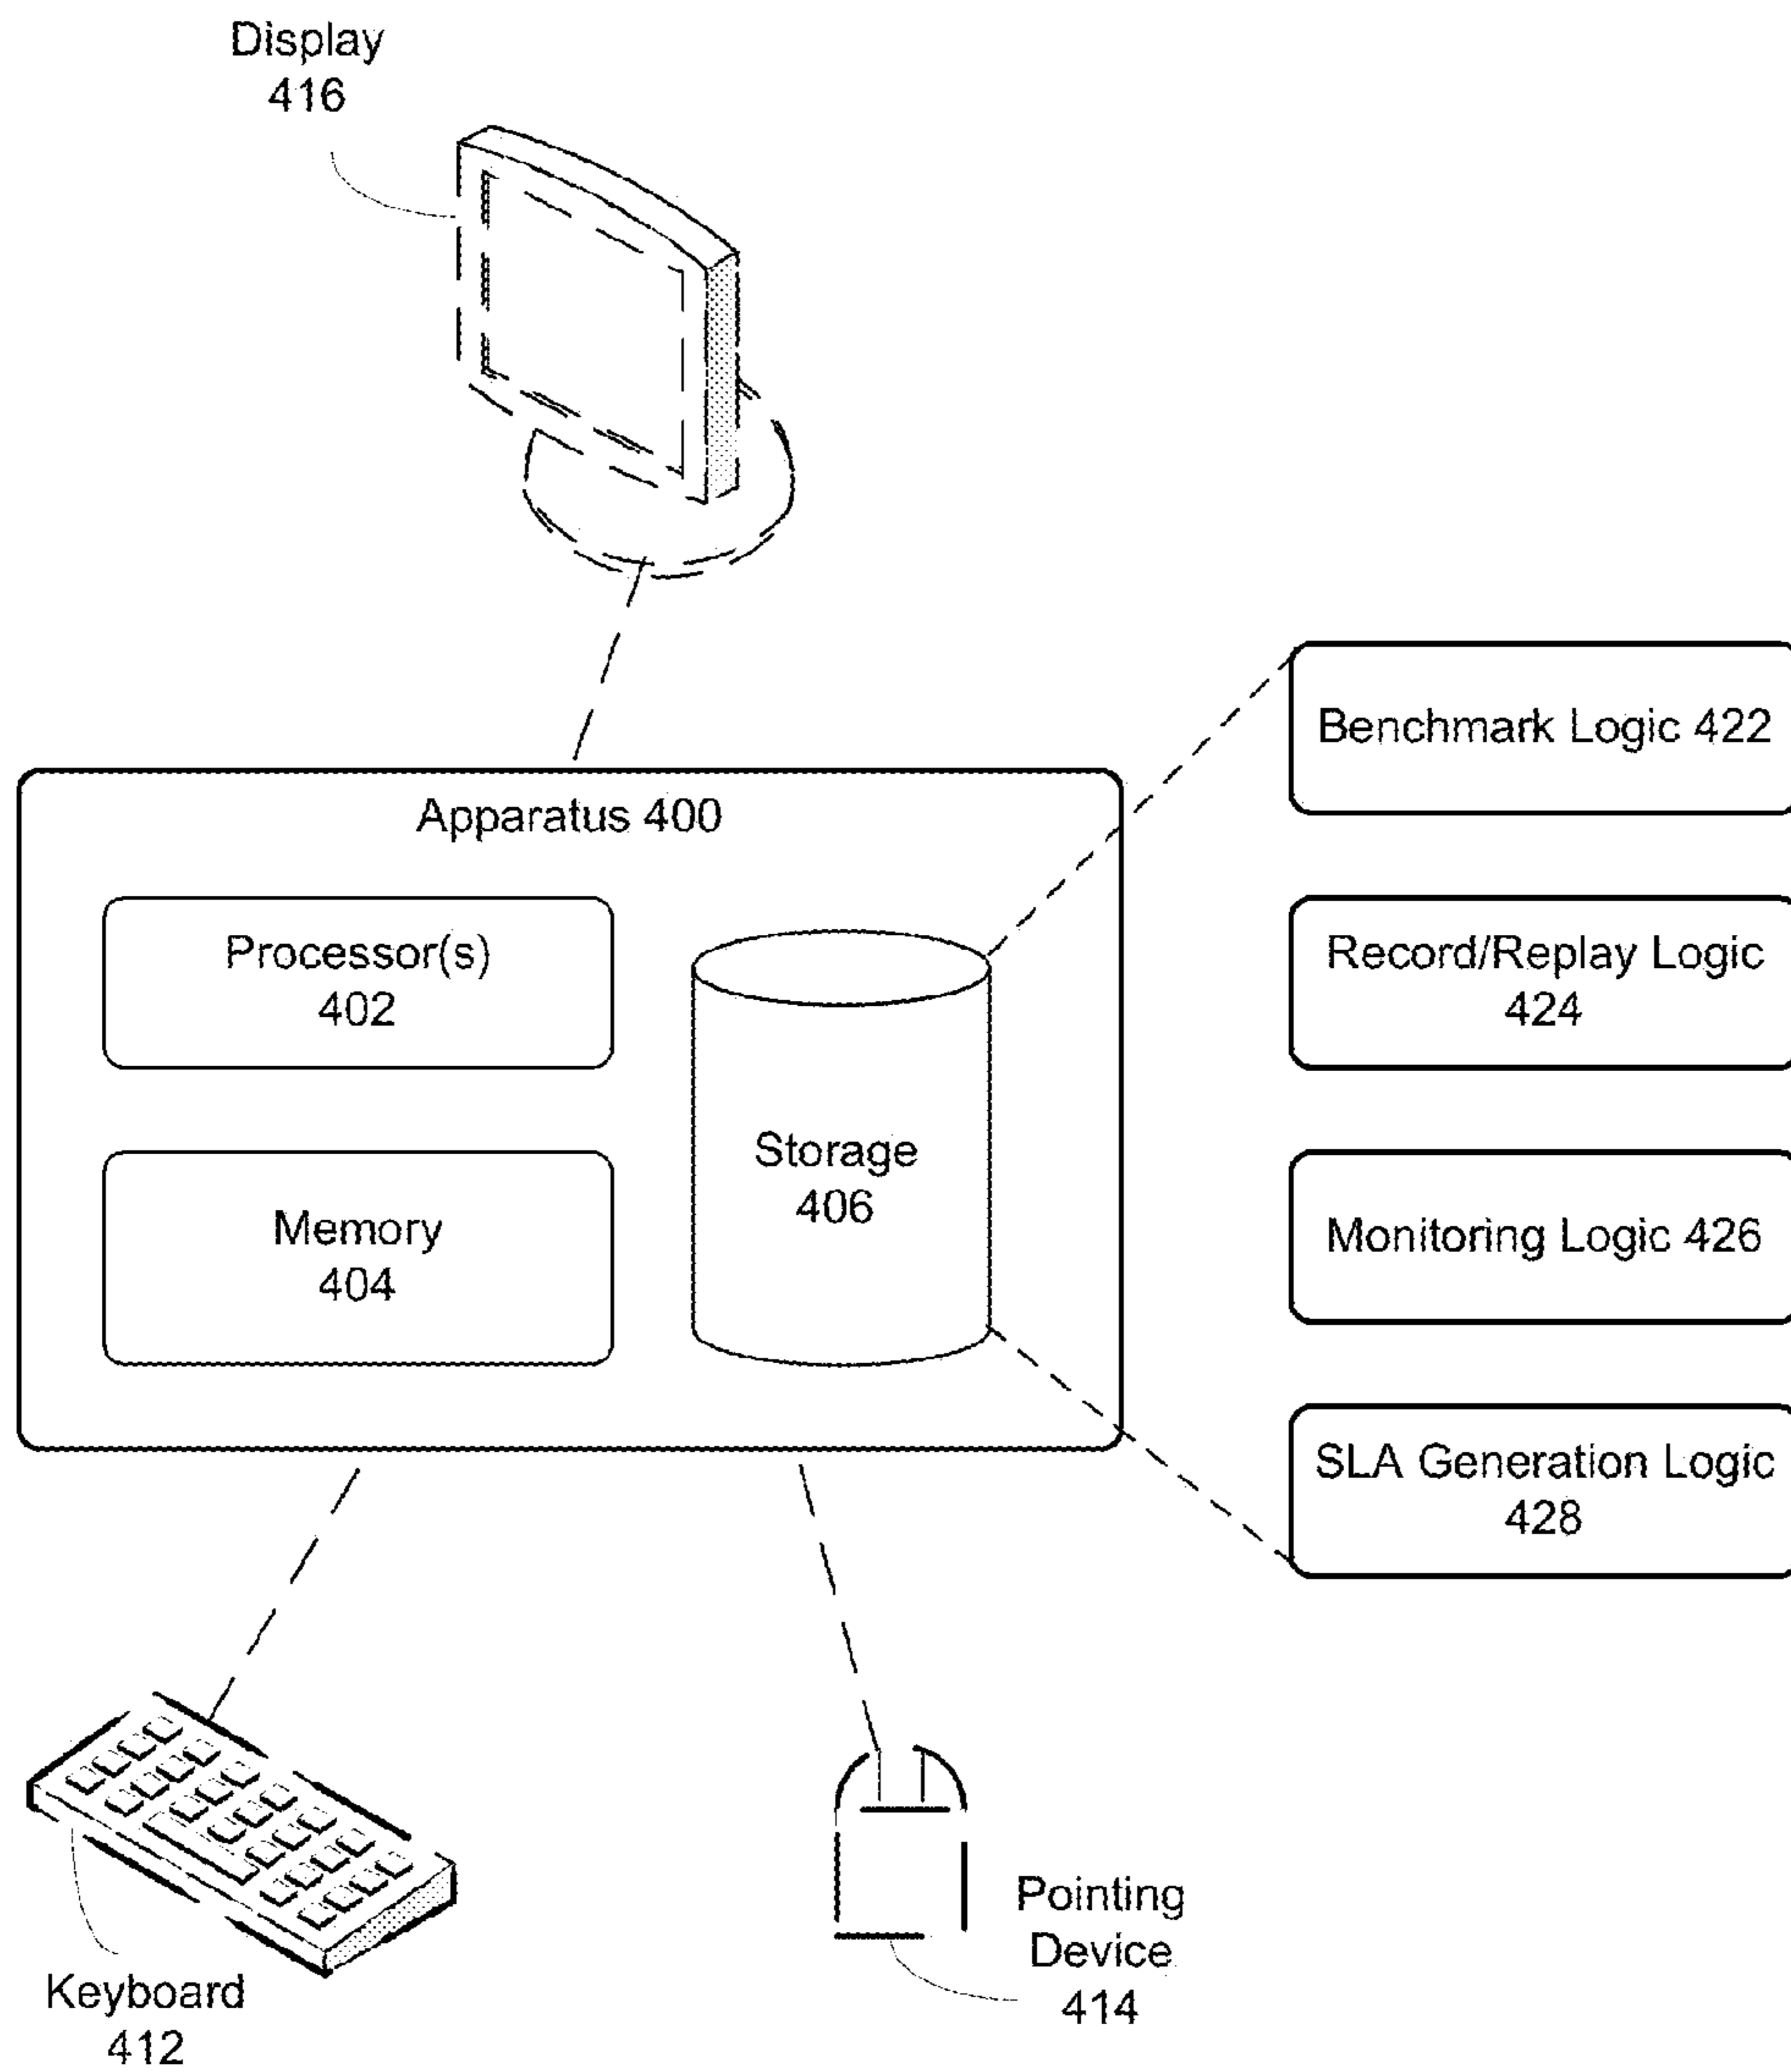 Display
416
Benchmark Logic 422
Apparatus 400
Processor(s)
402
Record/Replay Logic
424
Storage
406
Memory
404
Monitoring Logic 426
SLA Generation Logic
428
Pointing
Device
414
Keyboard
412